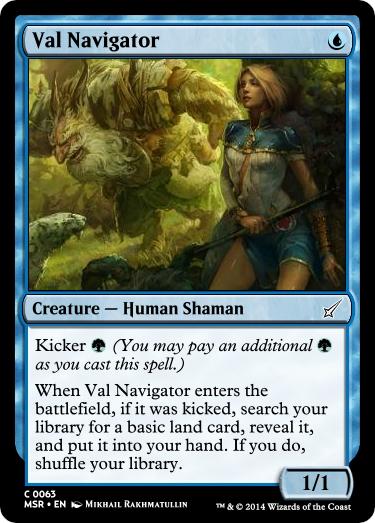 Val Navigator
Creature — Human Shaman
Kicker (You may pay an additional
as you cast this spell.)
When Val Navigator enters the
battlefield, if it was kicked, search your
library for a basic land card, reveal it,
and put it into your hand. If you do,
shuffle your library.
1/1
C 0063
MSR • EN Mikhail Rakhmatullin
™ & © 2014 Wizards of the Coast